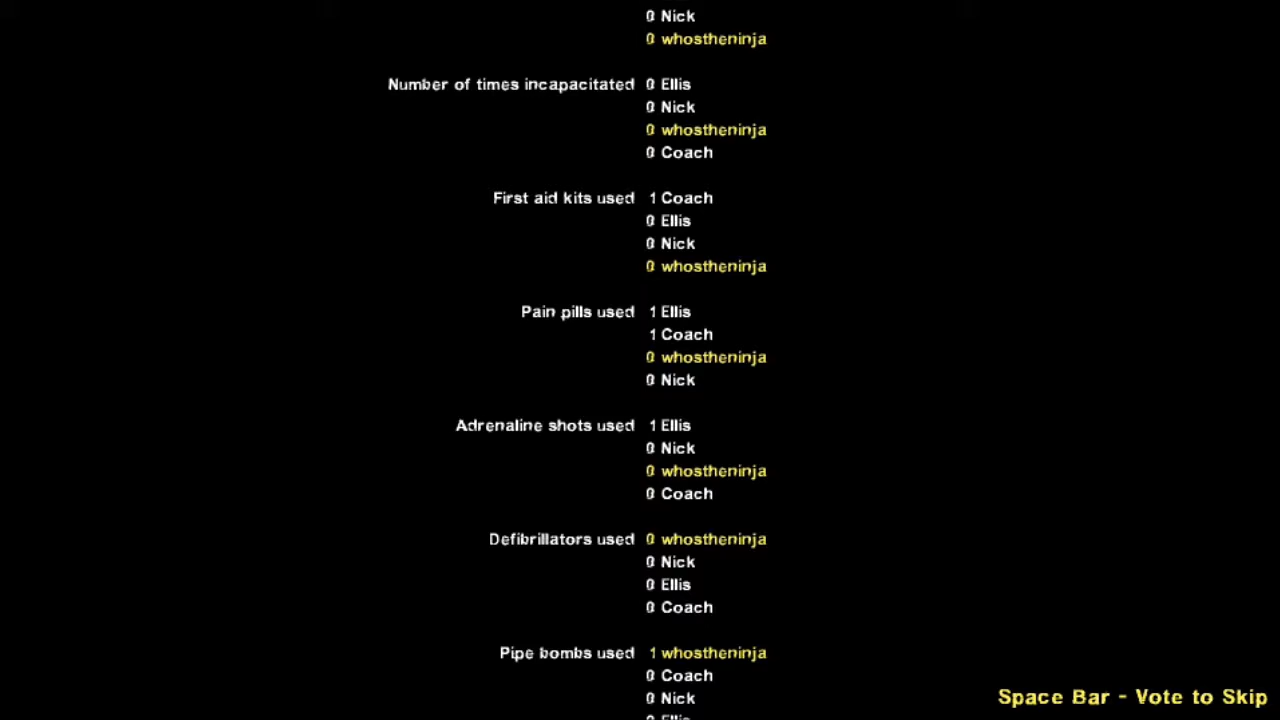 0 Nick
0 whostheninja
Number of times incapacitated 0 Ellis
0 Nick
0 whostheninja
0 Coach
First aid kits used 1 Coach
0 Ellis
0 Nick
0 whostheninja
Pain pills used 1 Ellis
1 Coach
0 whostheninja
0 Nick
Adrenaline shots used 1 Ellis
0 Nick
0 whostheninja
0 Coach
Defibrillators used 0 whostheninja
0 Nick
0 Ellis
0 Coach
Pipe bombs used 1 whostheninja
0 Coach
0 Nick
0 Ellis
Space Bar - Vote to Skip